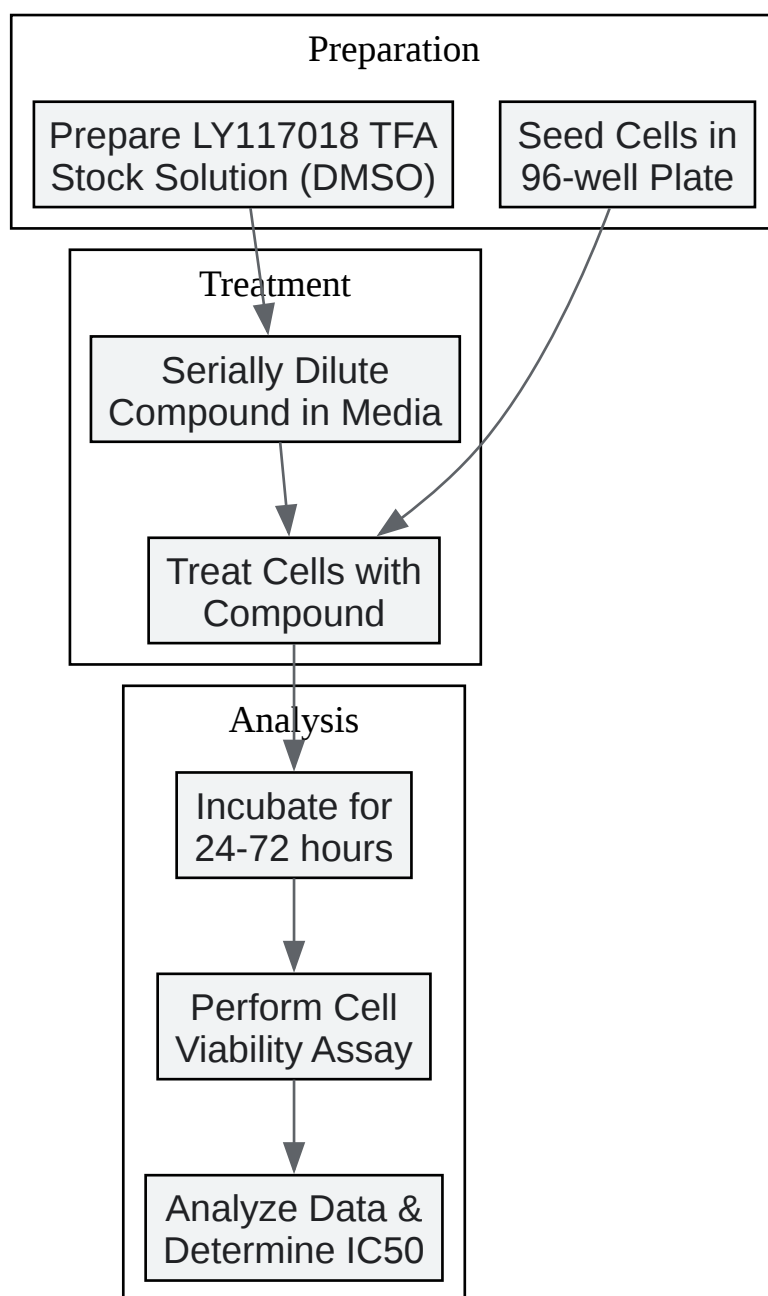 Preparation
Prepare LY117018 TFA
Stock Solution (DMSO)
Seed Cells in
96-well Plate
Treatment
Serially Dilute
Compound in Media
Treat Cells with
Compound
Analysis
Incubate for
24-72 hours
Perform Cell
Viability Assay
Analyze Data &
Determine IC50